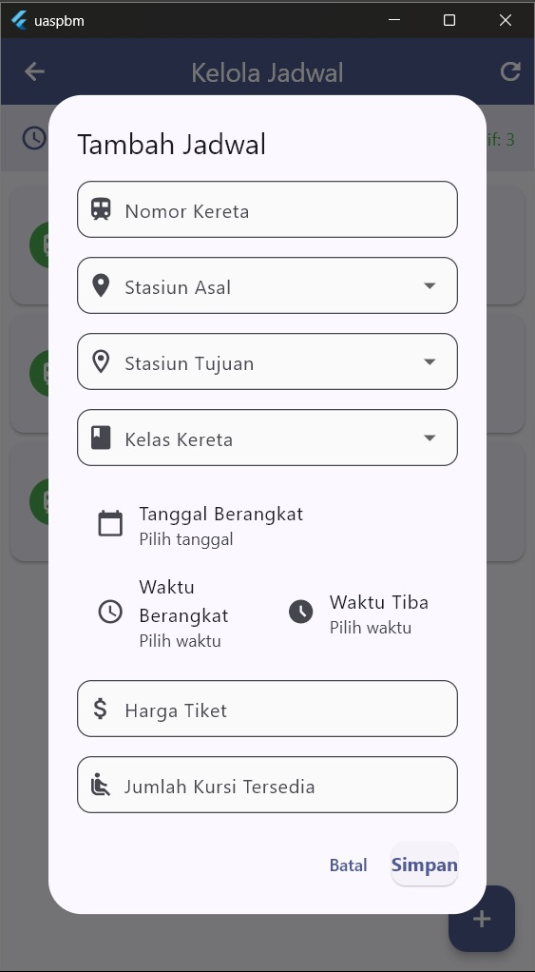 uaspbm
Kelola Jadwal
if: 3
Tambah Jadwal
Nomor Kereta
Stasiun Asal
Stasiun Tujuan
Kelas Kereta
Tanggal Berangkat
Pilih tanggal
Waktu
Berangkat
Pilih waktu
Waktu Tiba
Pilih waktu
Harga Tiket
Jumlah Kursi Tersedia
Batal
Simpan